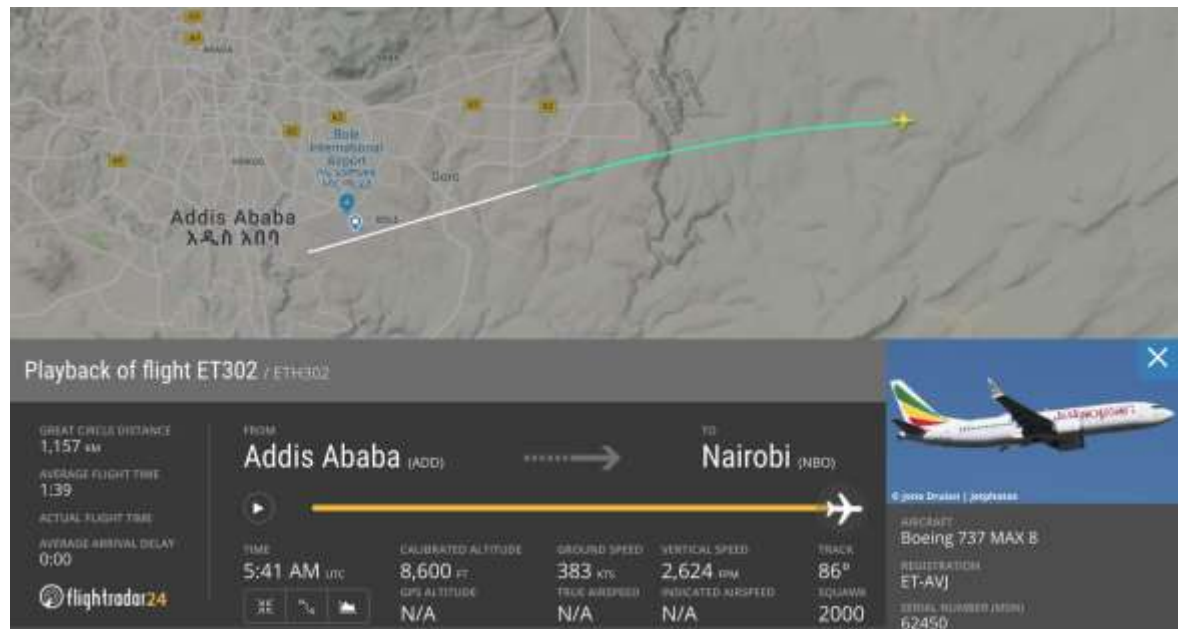 Bole
International
Airport
Goro
BOLE
Addis Ababa
አዲስ አበባ
Playback of flight ET302 / ETH302
GREAT CIRCLE DISTANCE
1,157 KM
AVERAGE FLIGHT TIME
1:39
ACTUAL FLIGHT TIME
AVERAGE ARRIVAL DELAY
0:00
flightradar24
FROM
Addis Ababa (ADD)
TO
Nairobi (NBO)
TIME
5:41 AM UTC
CALIBRATED ALTITUDE
8,600 FT
GPS ALTITUDE
N/A
GROUND SPEED
383 KTS
TRUE AIRSPEED
N/A
VERTICAL SPEED
2,624 FPM
INDICATED AIRSPEED
N/A
TRACK
86°
SQUAWK
2000
AIRCRAFT
Boeing 737 MAX 8
REGISTRATION
ET-AVJ
SERIAL NUMBER (MSN)
62450